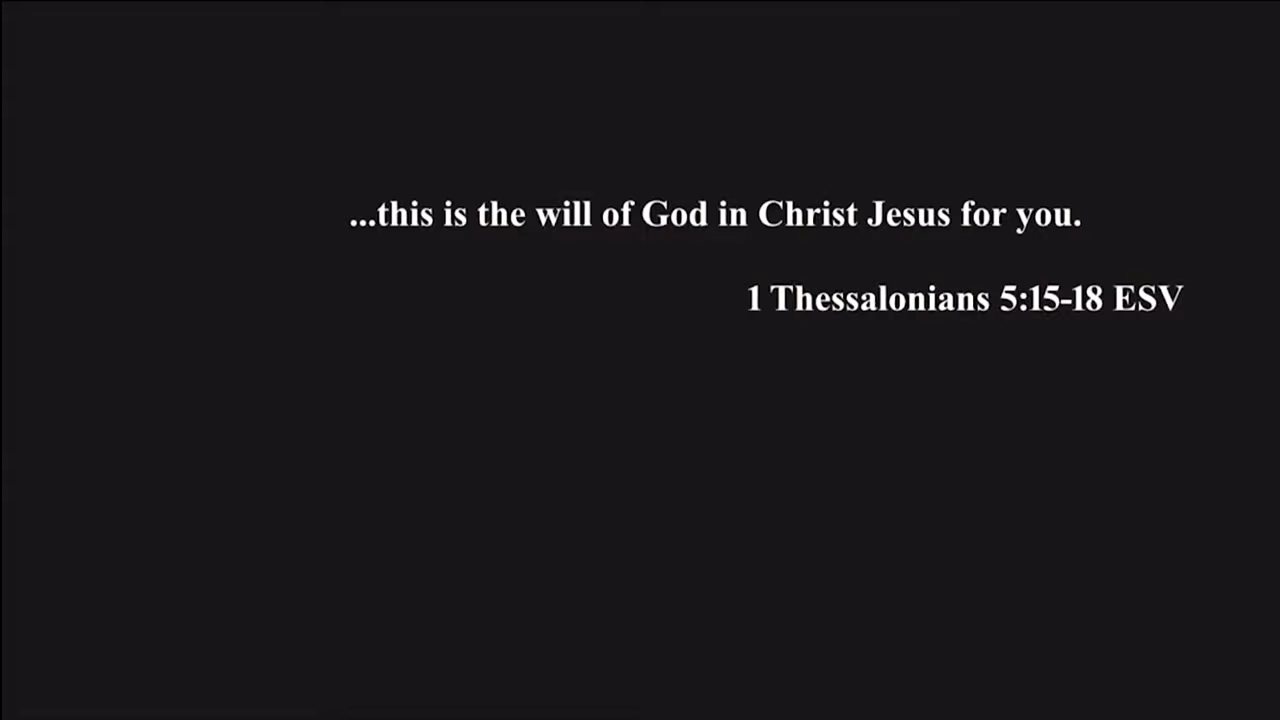 ...this is the will of God in Christ Jesus for you.
1 Thessalonians 5:15-18 ESV